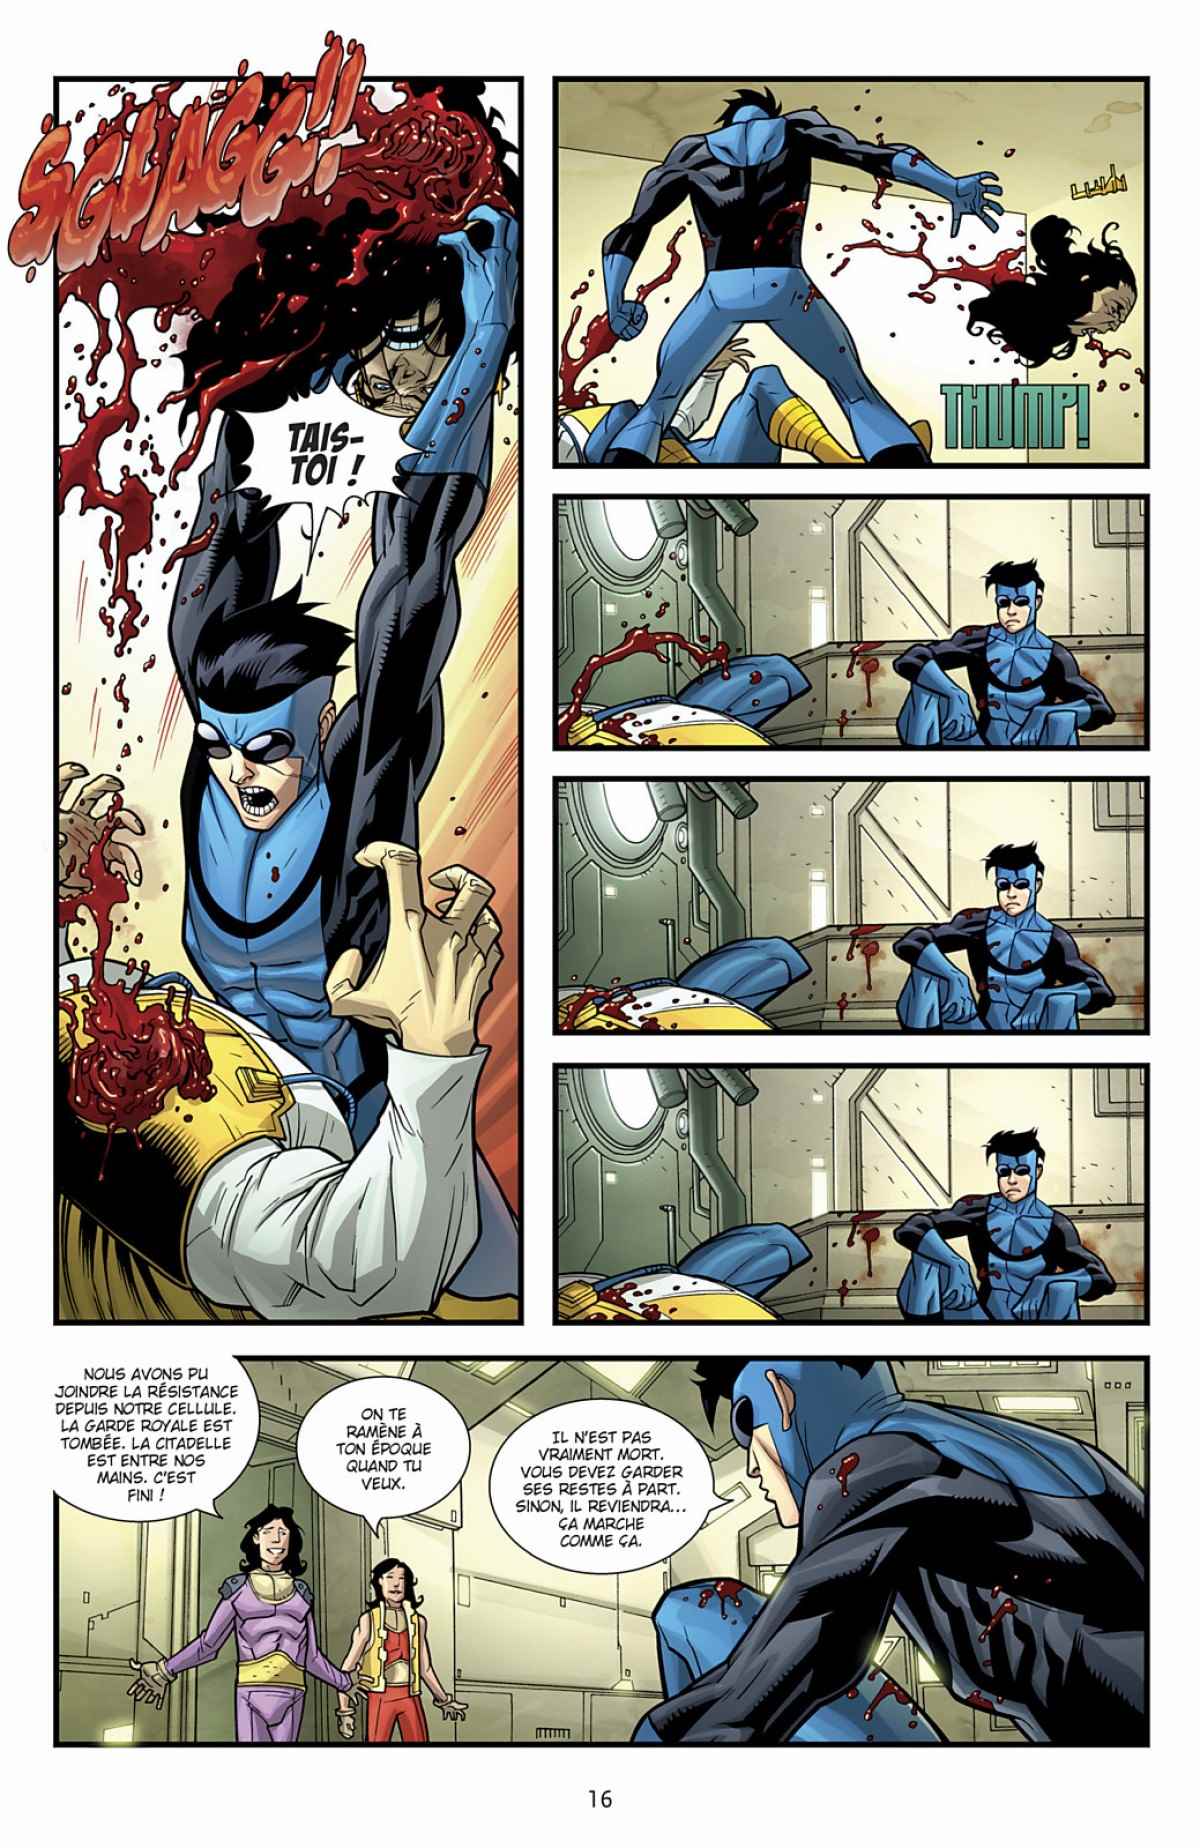 SGLAGG!!
TAIS-
TOI !
THUMP!
NOUS AVONS PU
JOINDRE LA RÉSISTANCE
DEPUIS NOTRE CELLULE.
LA GARDE ROYALE EST
TOMBÉE. LA CITADELLE
EST ENTRE NOS
MAINS. C'EST
FINI !
ON TE
RAMÈNE À
TON ÉPOQUE
QUAND TU
VEUX.
IL N'EST PAS
VRAIMENT MORT.
VOUS DEVEZ GARDER
SES RESTES À PART.
SINON, IL REVIENDRA...
ÇA MARCHE
COMME ÇA.
16